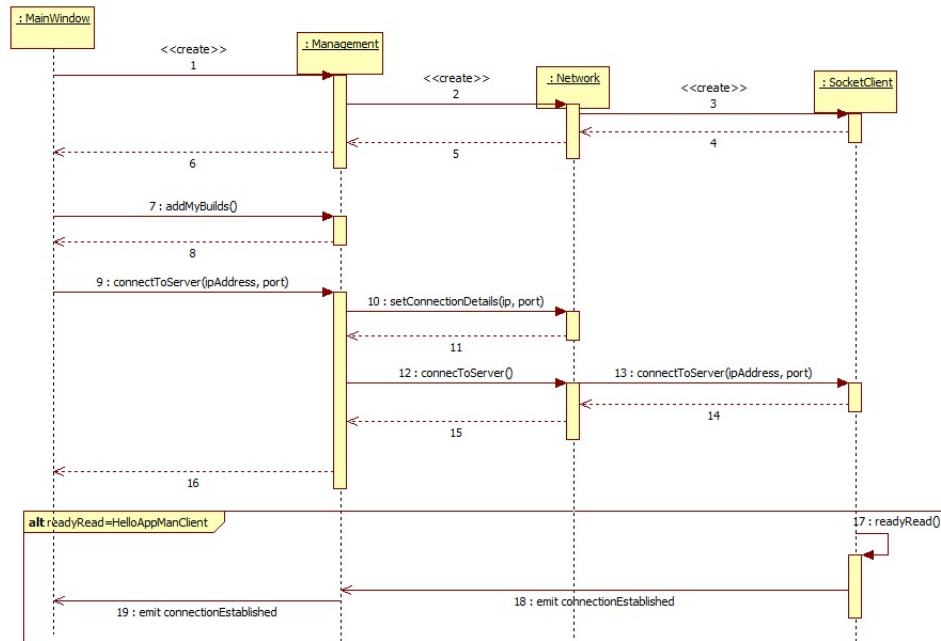 : MainWindow
: Management
: Network
: SocketClient
<<create>>
1
<<create>>
2
<<create>>
3
4
5
6
7 : addMyBuilds()
8
9 : connectToServer(ipAddress, port)
10 : setConnectionDetails(ip, port)
11
12 : connecToServer()
13 : connectToServer(ipAddress, port)
14
15
16
alt readyRead=HelloAppManClient
17 : readyRead()
18 : emit connectionEstablished
19 : emit connectionEstablished